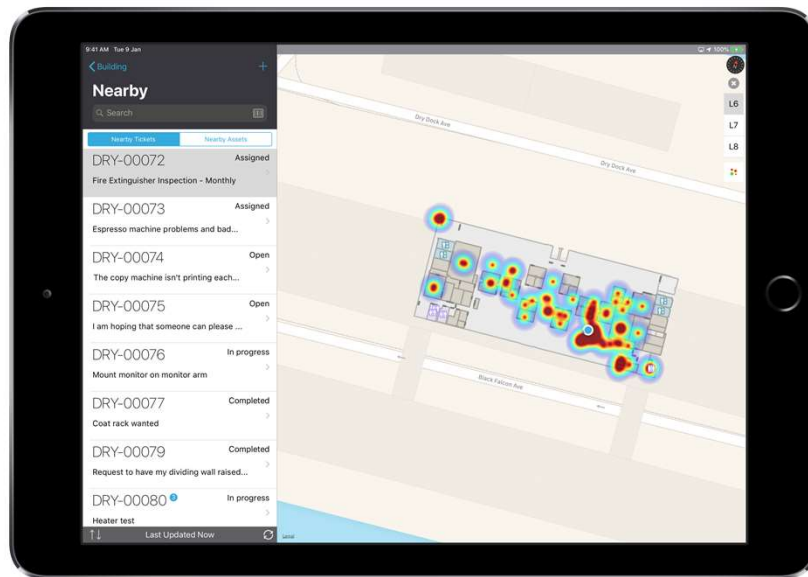 9:41 AM Tue 9 Jan
100%
Building
Nearby
Search
Nearby Tickets
Nearby Assets
DRY-00072
Assigned
Fire Extinguisher Inspection - Monthly
DRY-00073
Assigned
Espresso machine problems and bad...
DRY-00074
Open
The copy machine isn't printing each...
DRY-00075
Open
I am hoping that someone can please ...
DRY-00076
In progress
Mount monitor on monitor arm
DRY-00077
Completed
Coat rack wanted
DRY-00079
Completed
Request to have my dividing wall raised...
DRY-00080
In progress
Heater test
Last Updated Now
L6
L7
L8
Dry Dock Ave
Dry Dock Ave
Black Falcon Ave
Legal